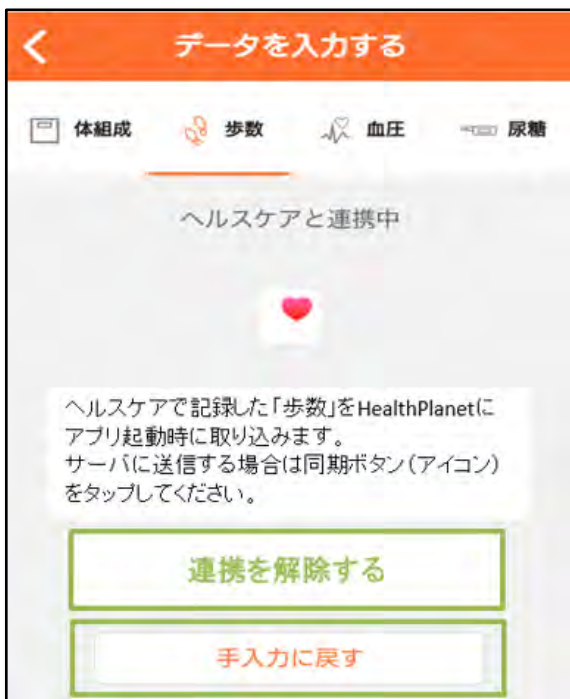 データを入力する
体組成 歩数 血圧 尿糖
ヘルスケアと連携中
ヘルスケアで記録した「歩数」をHealthPlanetに
アプリ起動時に取り込みます。
サーバに送信する場合は同期ボタン(アイコン)
をタップしてください。
連携を解除する
手入力に戻す